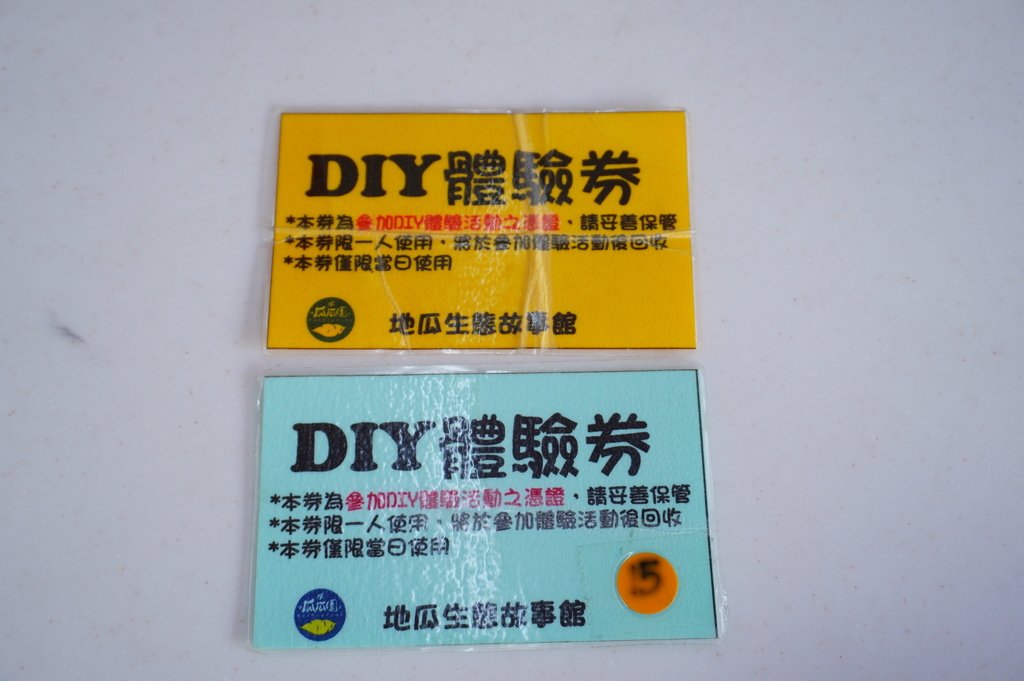 DIY體驗券
*本券為參加DIY體驗活動之憑證，請妥善保管
*本券限一人使用，將於參加體驗活動後回收
*本券僅限當日使用
瓜瓜園
地瓜生態故事館
DIY體驗券
*本券為參加DIY體驗活動之憑證，請妥善保管
*本券限一人使用，將於參加體驗活動後回收
*本券僅限當日使用
瓜瓜園
地瓜生態故事館